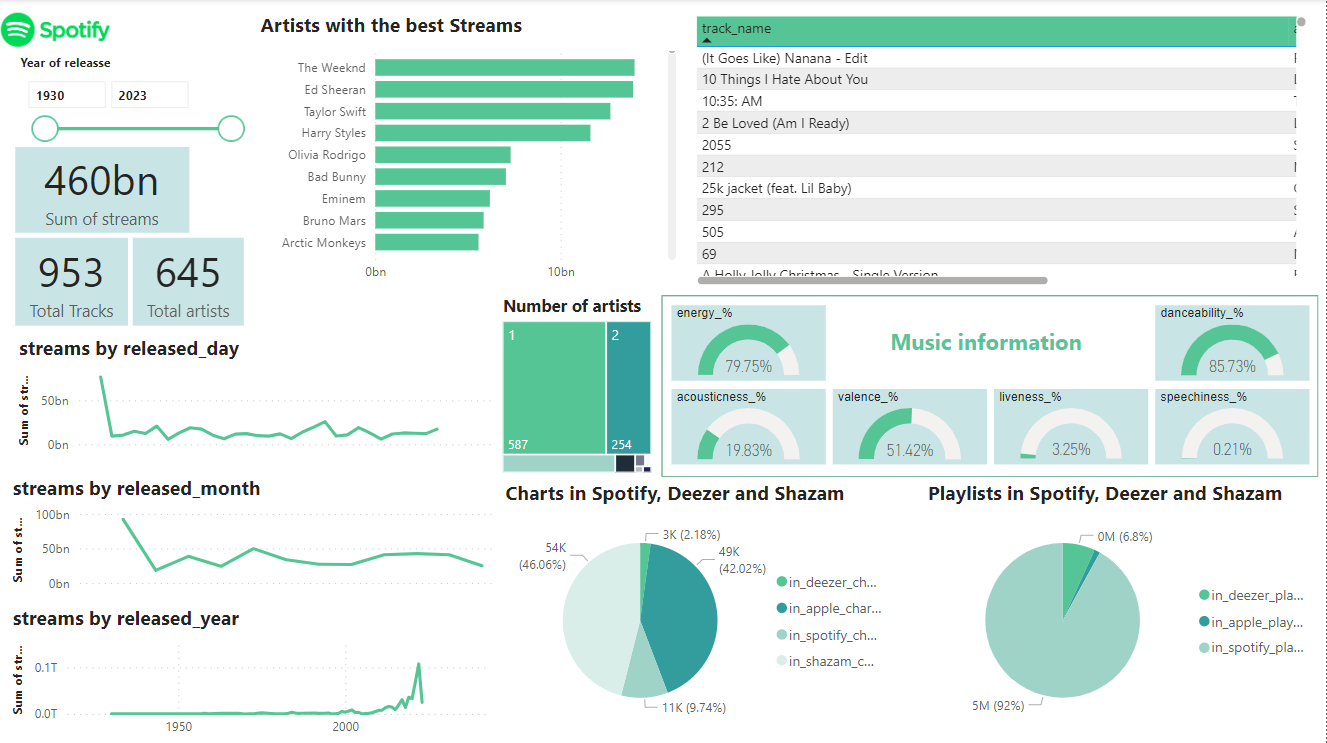 Spotify
Year of releasse
1930 2023
460bn
Sum of streams
953
Total Tracks
645
Total artists
Artists with the best Streams
The Weeknd
Ed Sheeran
Taylor Swift
Harry Styles
Olivia Rodrigo
Bad Bunny
Eminem
Bruno Mars
Arctic Monkeys
0bn 10bn
track_name
(It Goes Like) Nanana - Edit
10 Things I Hate About You
10:35: AM
2 Be Loved (Am I Ready)
2055
212
25k jacket (feat. Lil Baby)
295
505
69
A Holly Jolly Christmas - Single Version
streams by released_day
Sum of str...
50bn
0bn
streams by released_month
Sum of st...
100bn
50bn
0bn
streams by released_year
Sum of str...
0.1T
0.0T
1950 2000
Number of artists
1
587
2
254
Music information
energy_%
79.75%
danceability_%
85.73%
acousticness_%
19.83%
valence_%
51.42%
liveness_%
3.25%
speechiness_%
0.21%
Charts in Spotify, Deezer and Shazam
3K (2.18%)
49K
(42.02%)
11K (9.74%)
54K
(46.06%)
in_deezer_ch...
in_apple_char...
in_spotify_ch...
in_shazam_c...
Playlists in Spotify, Deezer and Shazam
0M (6.8%)
5M (92%)
in_deezer_pla...
in_apple_play...
in_spotify_pla...